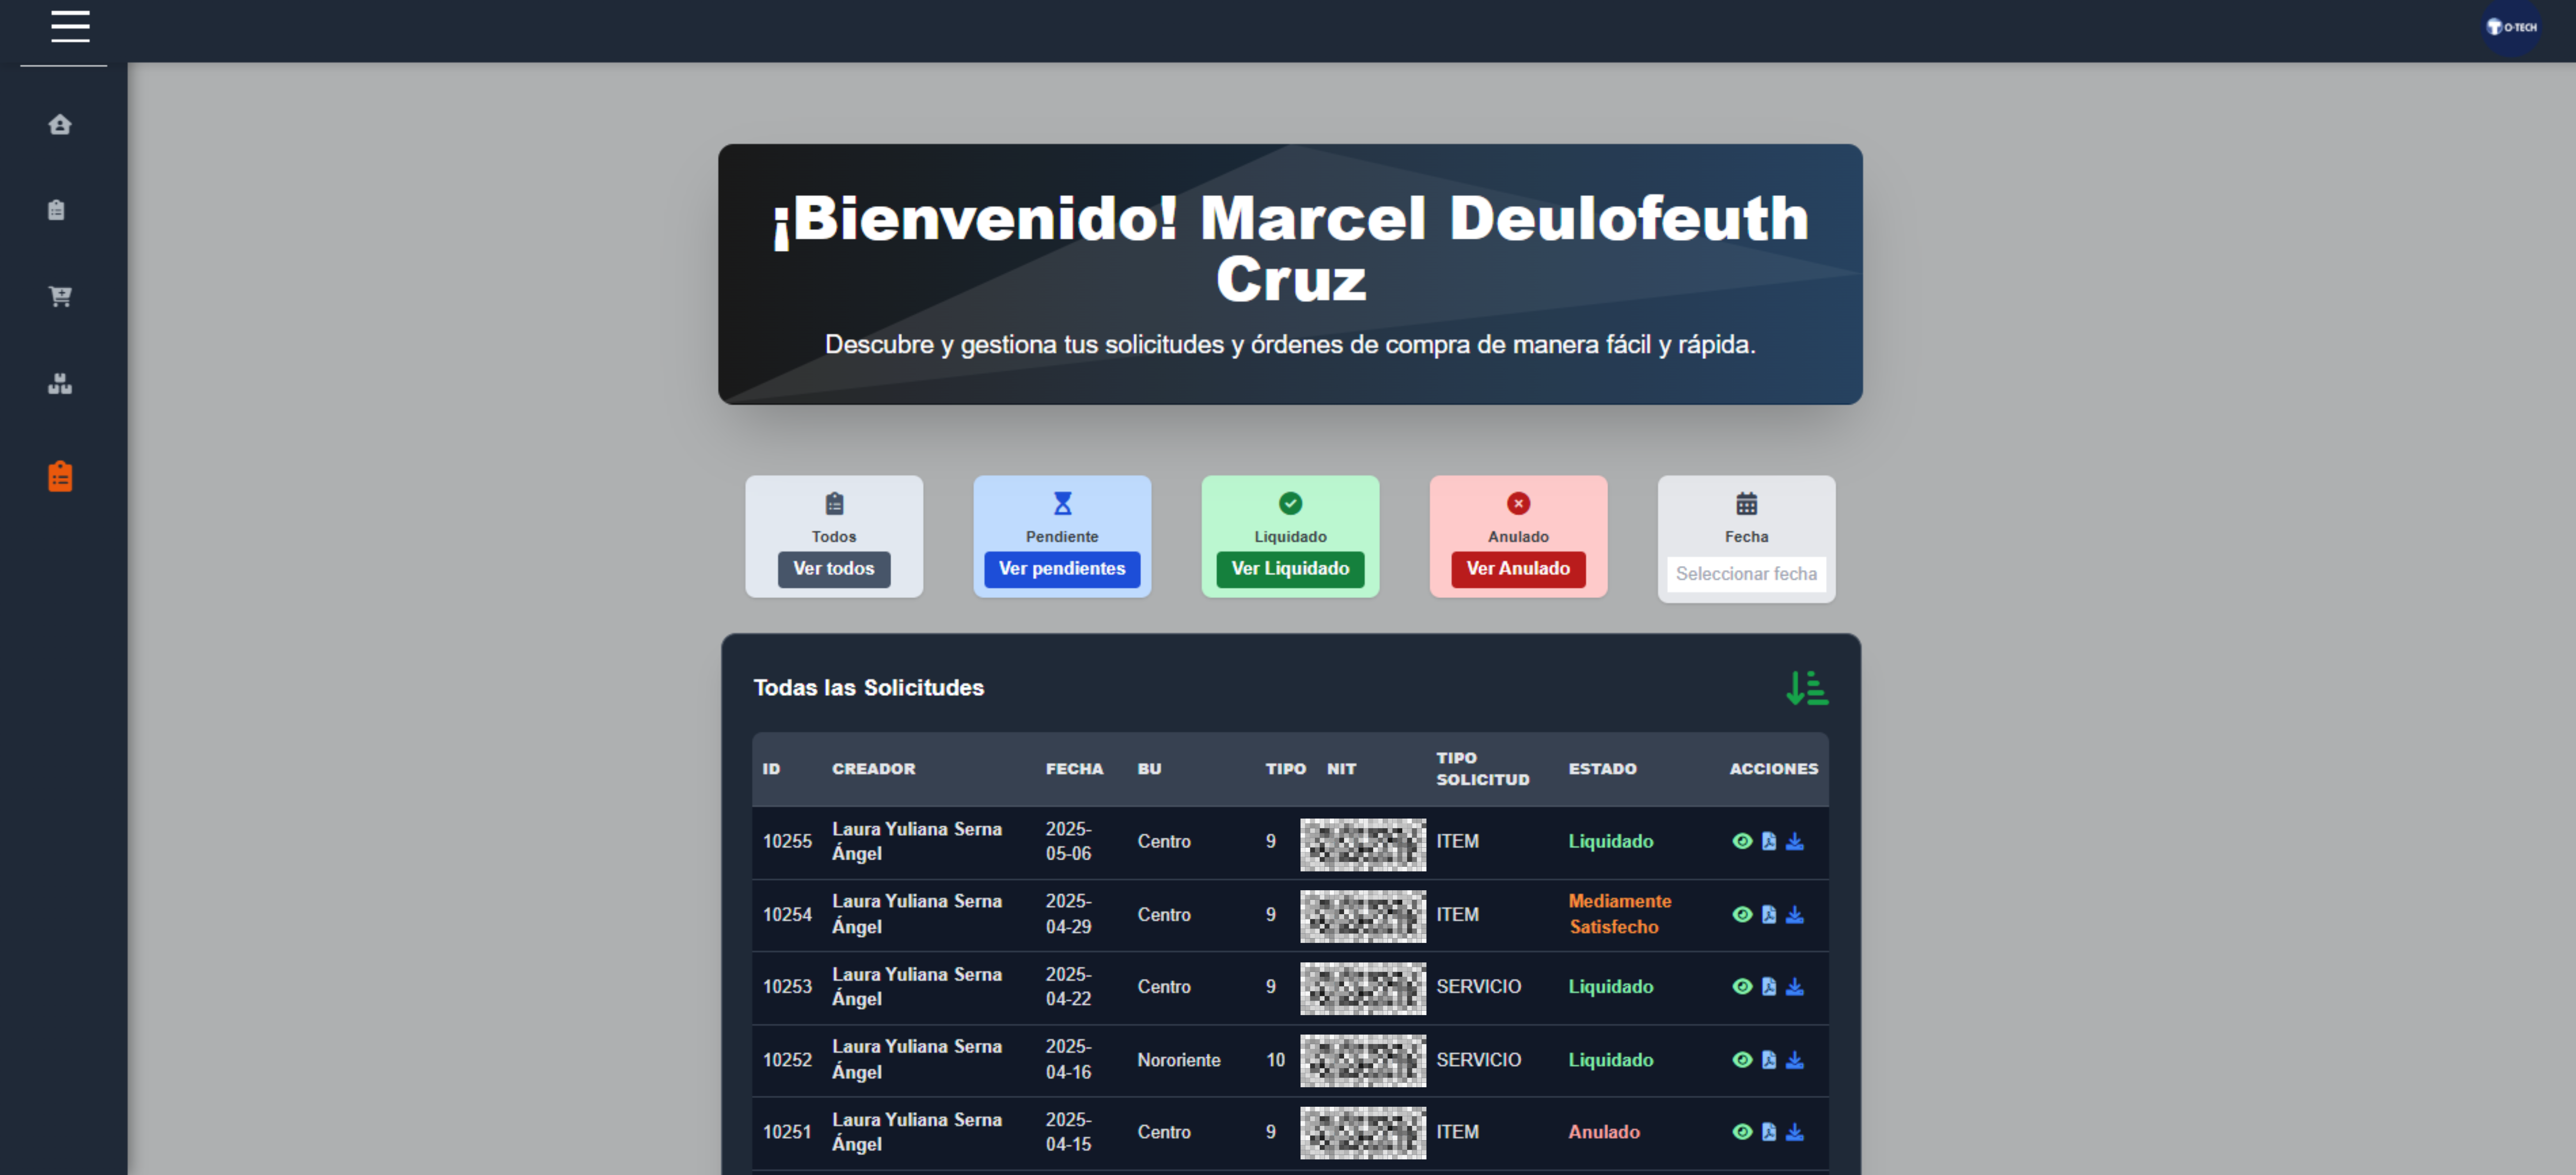 O-TECH
¡Bienvenido! Marcel Deulofeuth
Cruz
Descubre y gestiona tus solicitudes y órdenes de compra de manera fácil y rápida.
Todos
Ver todos
Pendiente
Ver pendientes
Liquidado
Ver Liquidado
Anulado
Ver Anulado
Fecha
Seleccionar fecha
Todas las Solicitudes
ID CREADOR FECHA BU TIPO NIT TIPO SOLICITUD ESTADO ACCIONES
10255 Laura Yuliana Serna Ángel 2025-05-06 Centro 9 ITEM Liquidado
10254 Laura Yuliana Serna Ángel 2025-04-29 Centro 9 ITEM Mediamente Satisfecho
10253 Laura Yuliana Serna Ángel 2025-04-22 Centro 9 SERVICIO Liquidado
10252 Laura Yuliana Serna Ángel 2025-04-16 Nororiente 10 SERVICIO Liquidado
10251 Laura Yuliana Serna Ángel 2025-04-15 Centro 9 ITEM Anulado